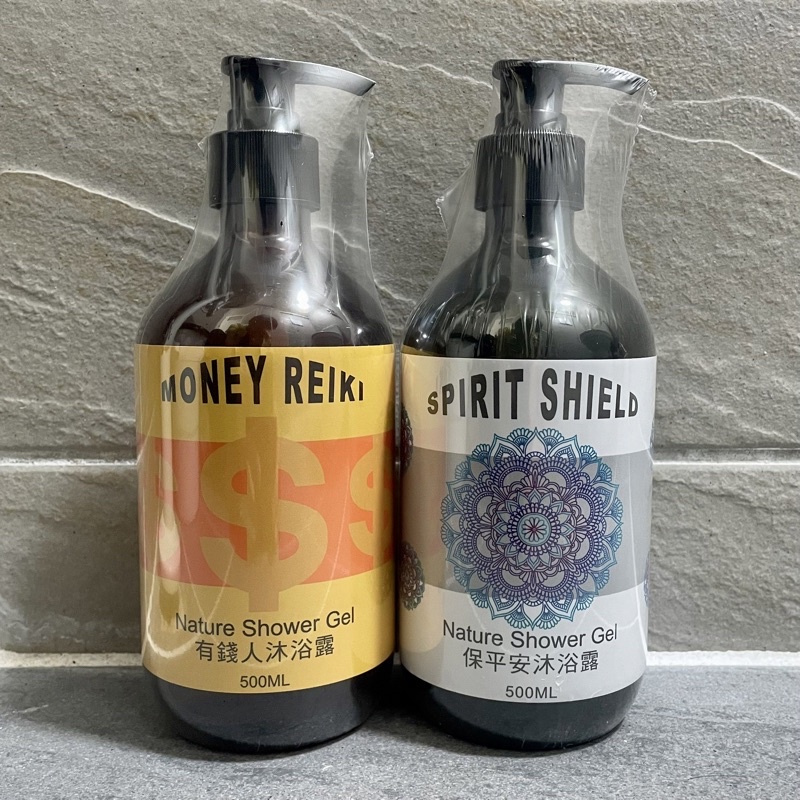 MONEY REIKI
$ $ $
Nature Shower Gel
有錢人沐浴露
500ML
SPIRIT SHIELD
Nature Shower Gel
保平安沐浴露
500ML